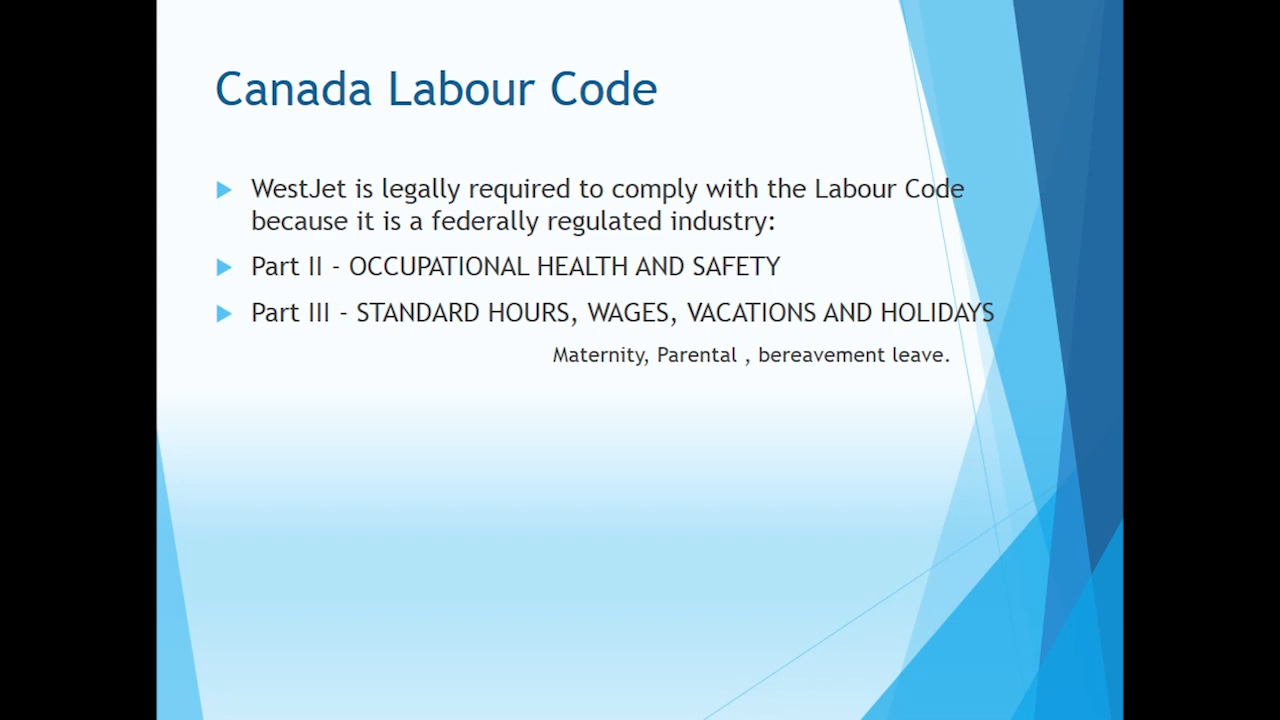 Canada Labour Code
WestJet is legally required to comply with the Labour Code
because it is a federally regulated industry:
Part II - OCCUPATIONAL HEALTH AND SAFETY
Part III - STANDARD HOURS, WAGES, VACATIONS AND HOLIDAYS
Maternity, Parental , bereavement leave.